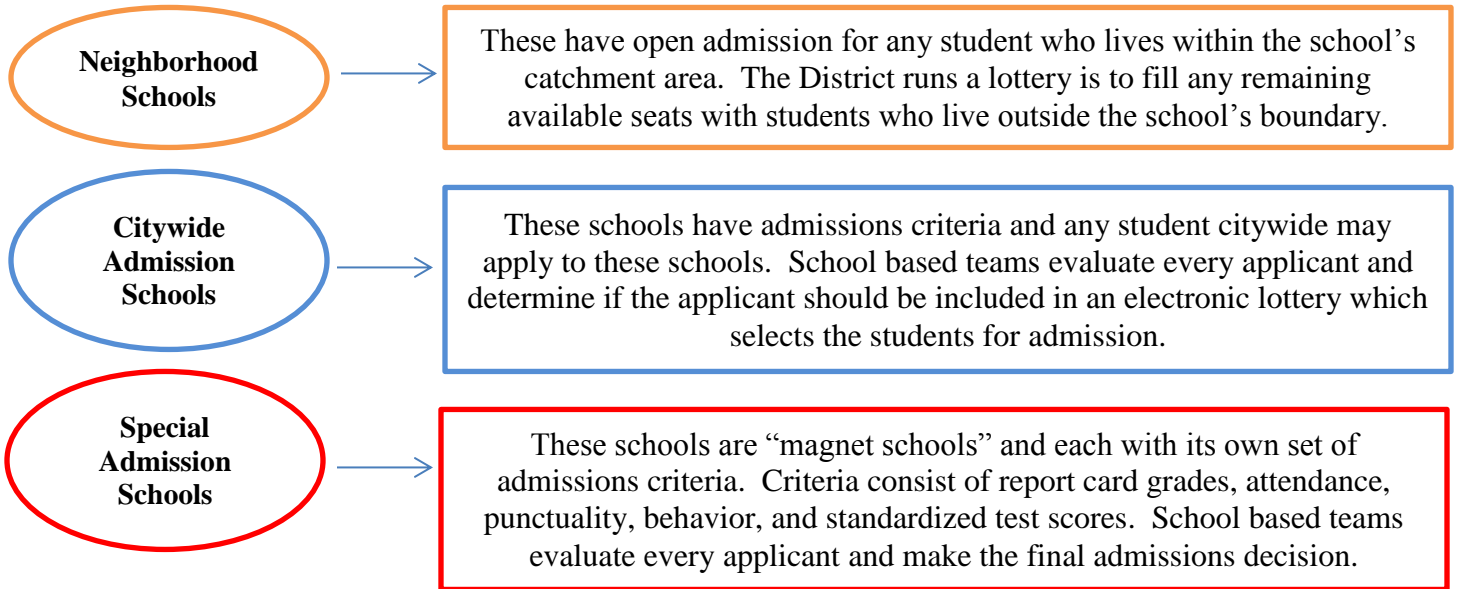 Neighborhood
Schools
These have open admission for any student who lives within the school’s
catchment area.  The District runs a lottery is to fill any remaining
available seats with students who live outside the school’s boundary.
Citywide
Admission
Schools
These schools have admissions criteria and any student citywide may
apply to these schools.  School based teams evaluate every applicant and
determine if the applicant should be included in an electronic lottery which
selects the students for admission.
Special
Admission
Schools
These schools are “magnet schools” and each with its own set of
admissions criteria.  Criteria consist of report card grades, attendance,
punctuality, behavior, and standardized test scores.  School based teams
evaluate every applicant and make the final admissions decision.